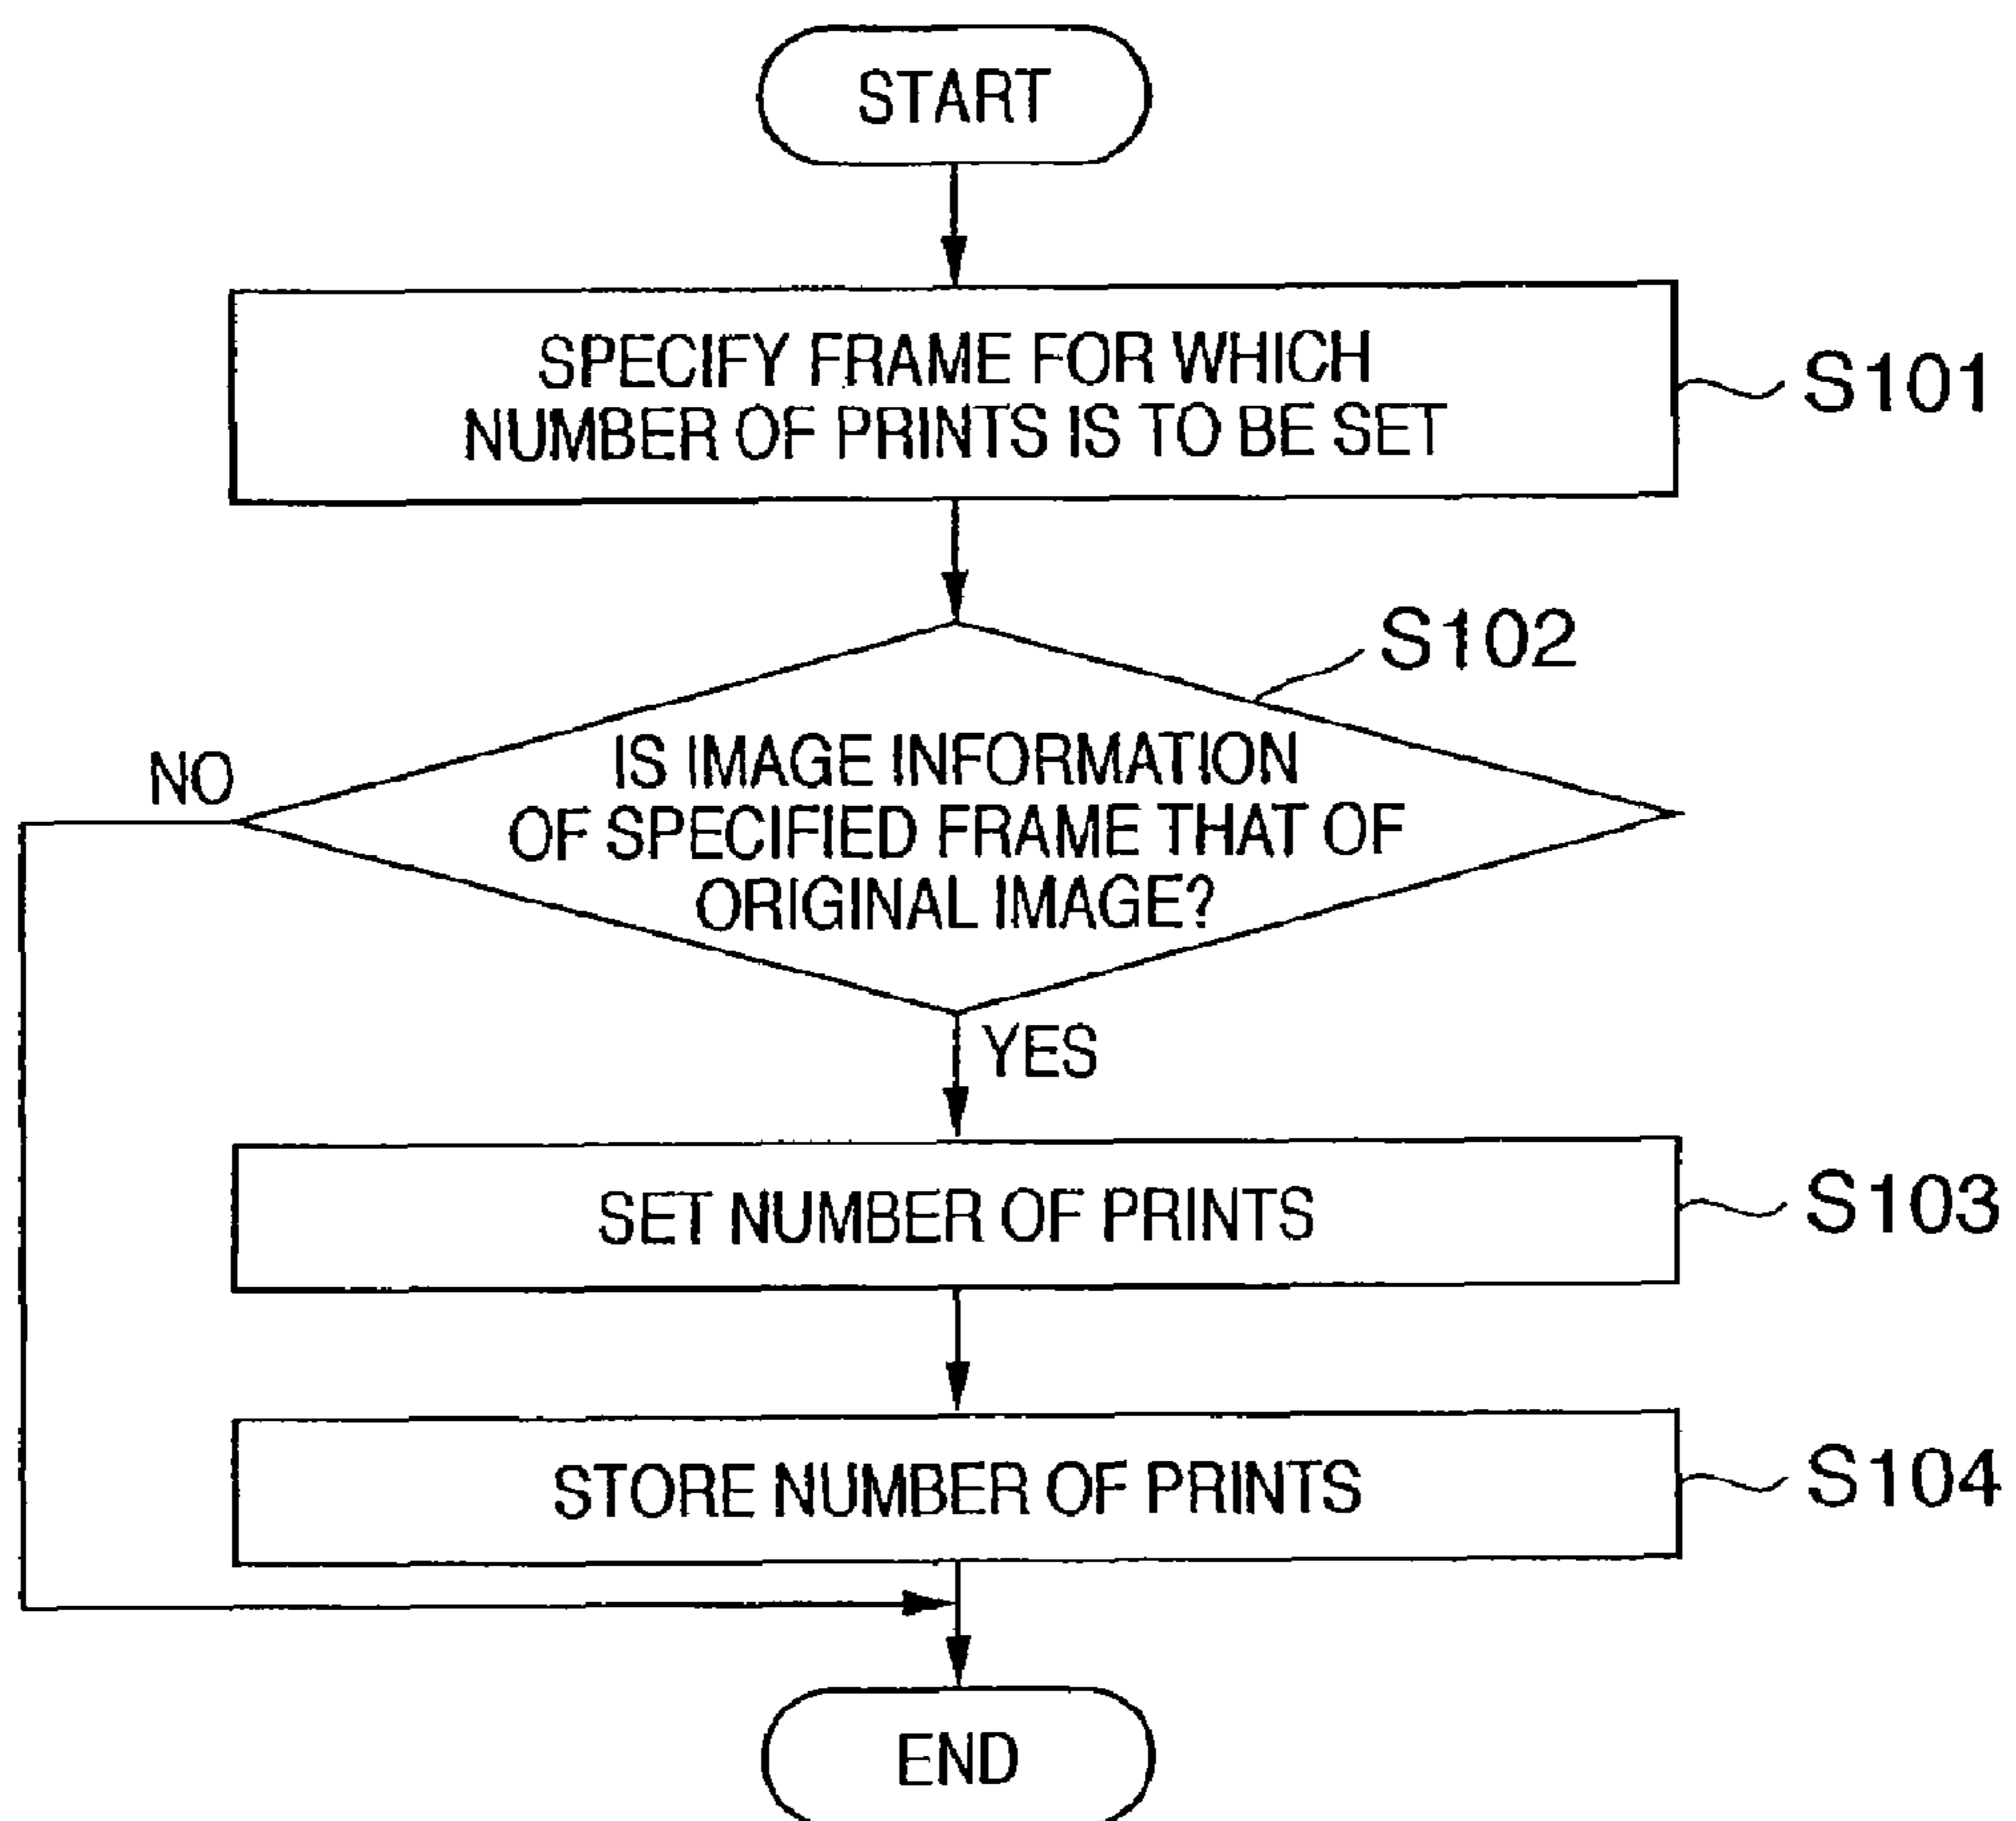 START
SPECIFY FRAME FOR WHICH
NUMBER OF PRINTS IS TO BE SET
S101
S102
IS IMAGE INFORMATION
OF SPECIFIED FRAME THAT OF
ORIGINAL IMAGE?
NO
YES
SET NUMBER OF PRINTS
S103
STORE NUMBER OF PRINTS
S104
END